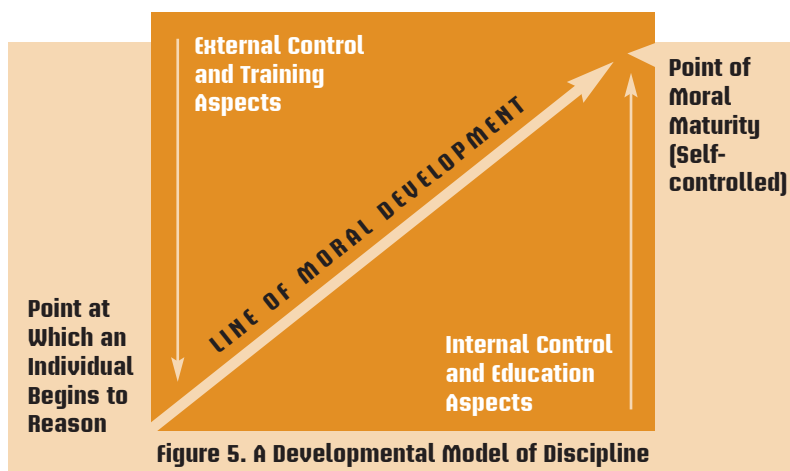 External Control
and Training
Aspects
Point of
Moral
Maturity
(Self-
controlled)
LINE OF MORAL DEVELOPMENT
Point at
Which an
Individual
Begins to
Reason
Internal Control
and Education
Aspects
Figure 5. A Developmental Model of Discipline